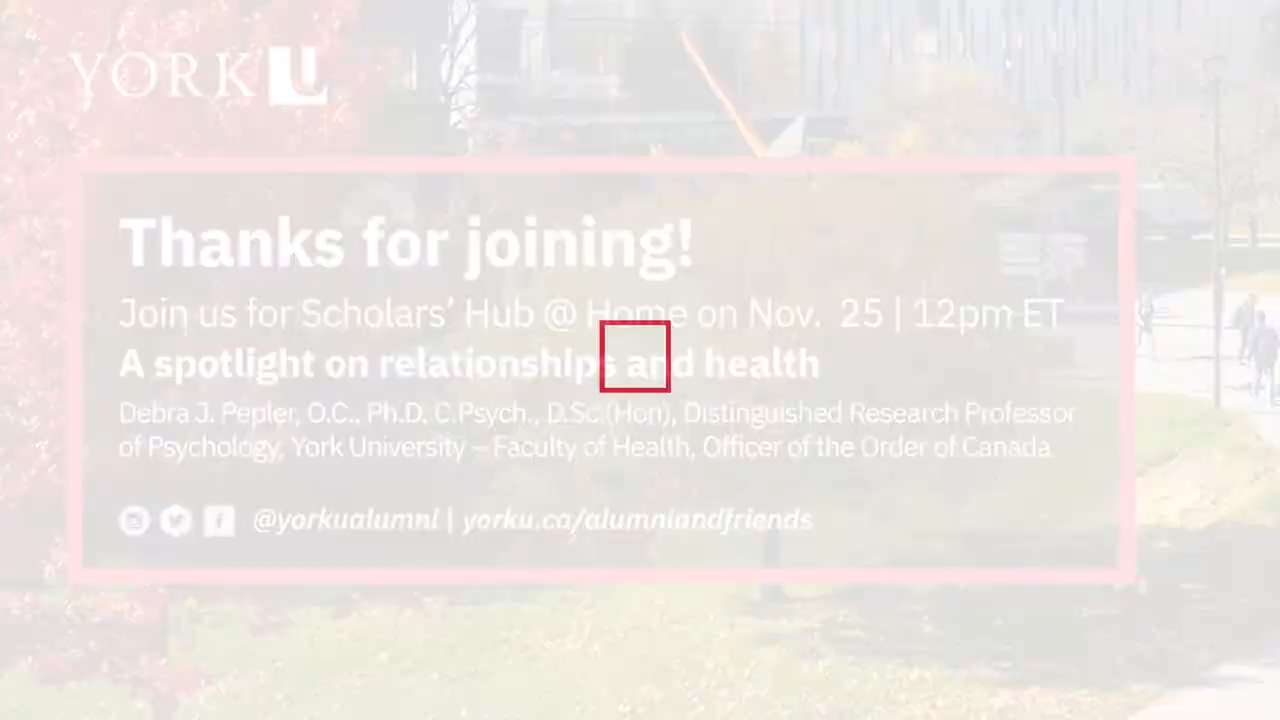 YORK U
Thanks for joining!
Join us for Scholars’ Hub @ Home on Nov. 25 | 12pm ET
A spotlight on relationships and health
Debra J. Pepler, O.C., Ph.D. C.Psych., D.Sc.(Hon), Distinguished Research Professor
of Psychology, York University – Faculty of Health, Officer of the Order of Canada
@yorkualumni | yorku.ca/alumniandfriends